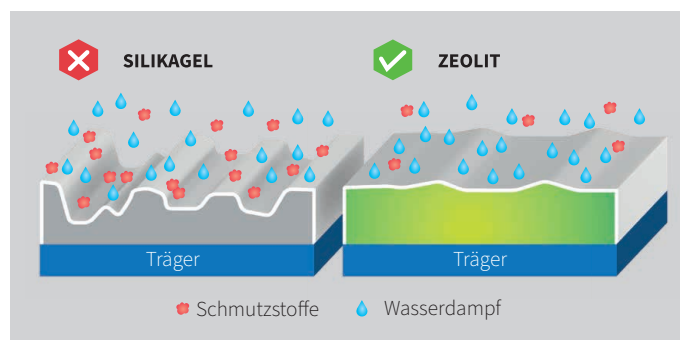 SILIKAGEL
ZEOLIT
Träger
Träger
Schmutzstoffe
Wasserdampf